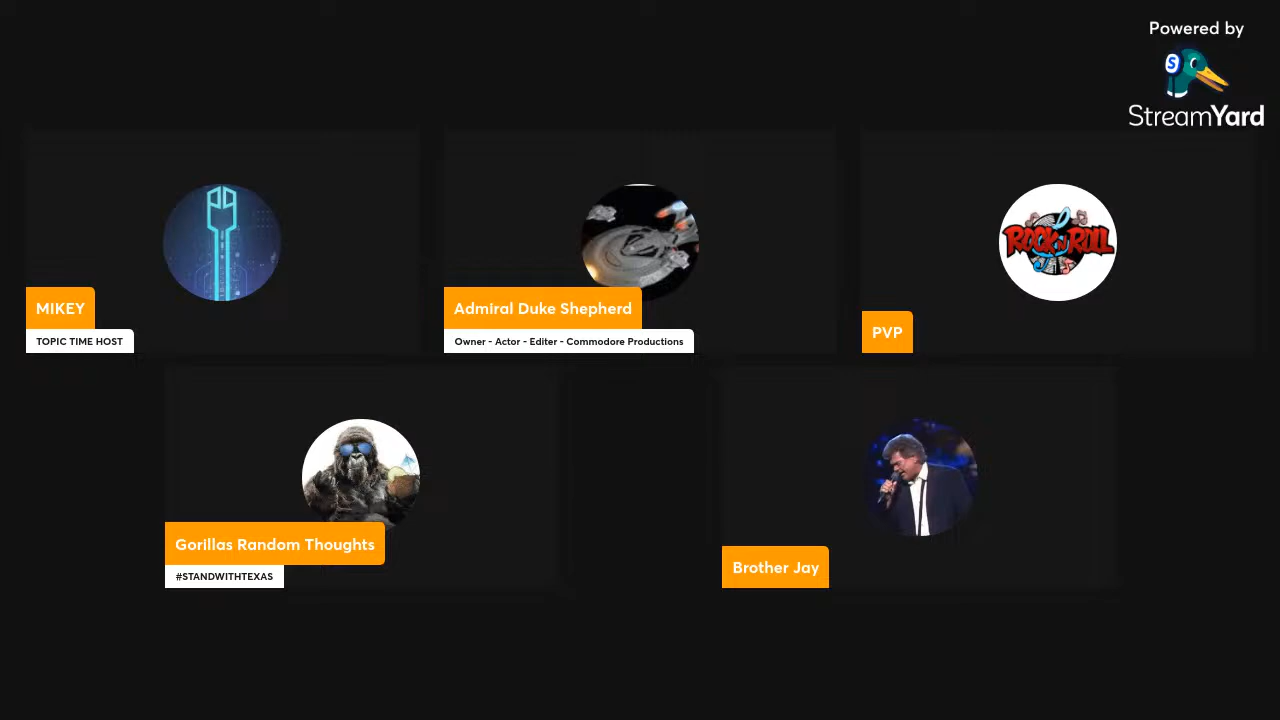 Powered by
StreamYard
S
ROCK N ROLL
MIKEY
TOPIC TIME HOST
Admiral Duke Shepherd
Owner - Actor - Editer - Commodore Productions
PVP
Gorillas Random Thoughts
#STANDWITHTEXAS
Brother Jay